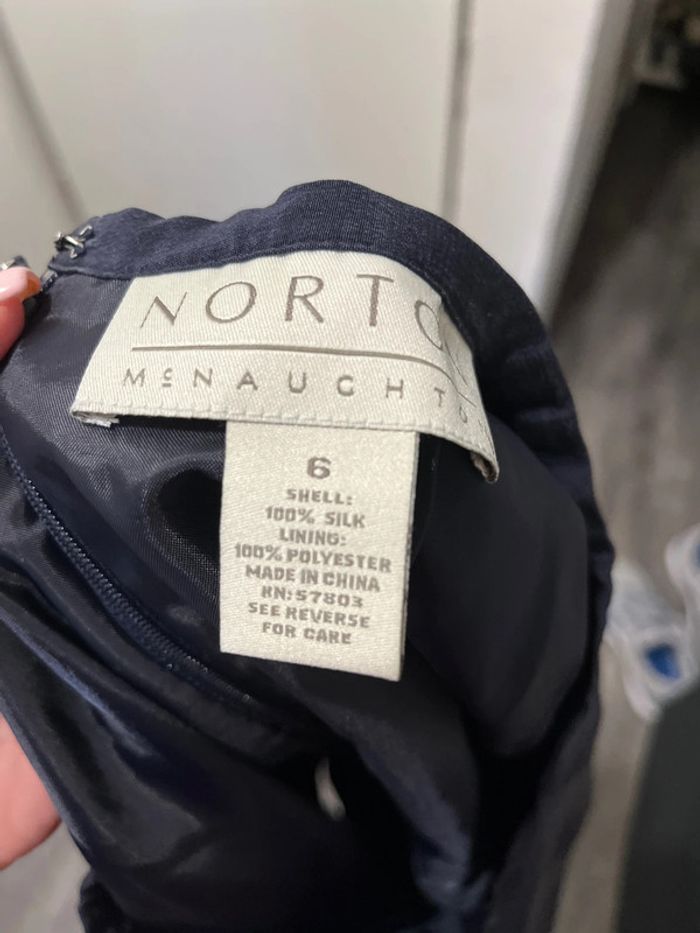 NORTO
McNAUGHTO
6
SHELL:
100% SILK
LINING:
100% POLYESTER
MADE IN CHINA
RN:57803
SEE REVERSE
FOR CARE